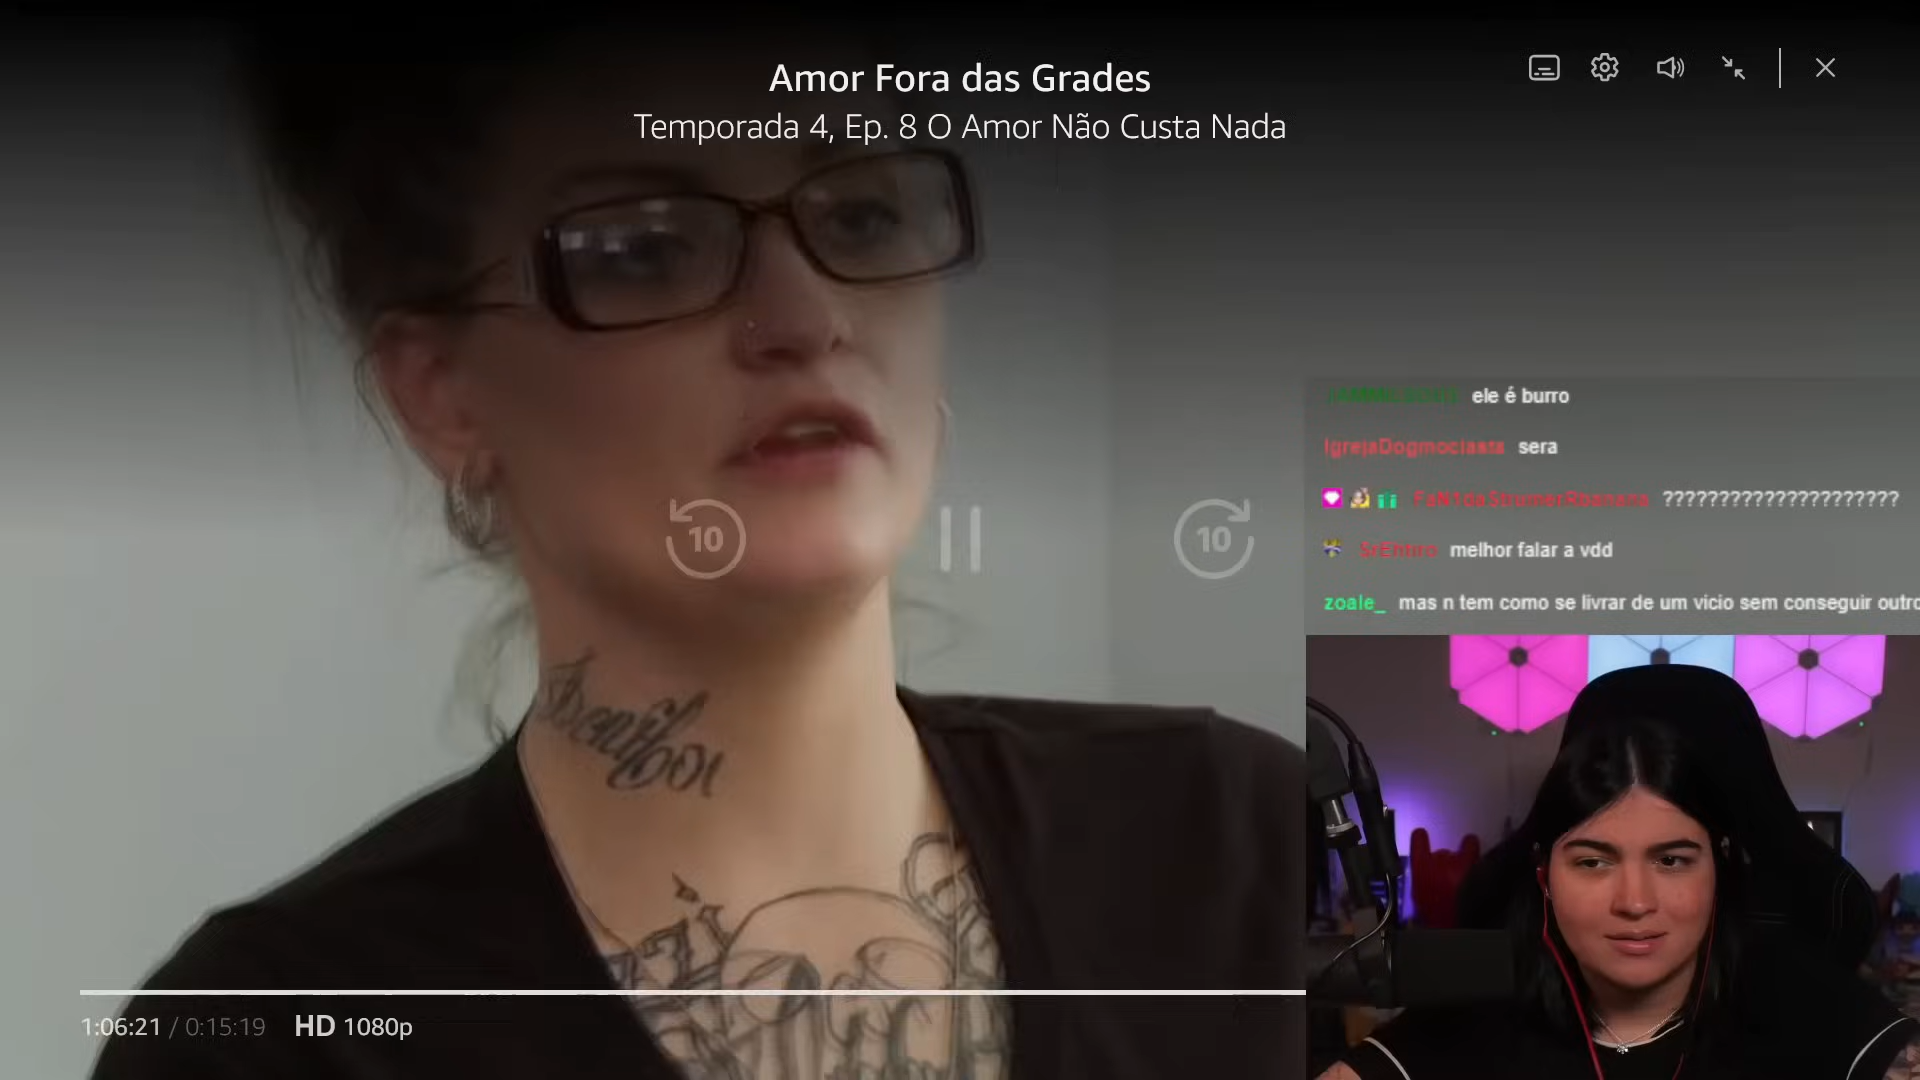 Amor Fora das Grades
Temporada 4, Ep. 8 O Amor Não Custa Nada
ele é burro
IgrejaDogmociasta sera
?????????????????????
melhor falar a vdd
zoale_ mas n tem como se livrar de um vicio sem conseguir outro
10
10
1:06:21 / 0:15:19 HD 1080p